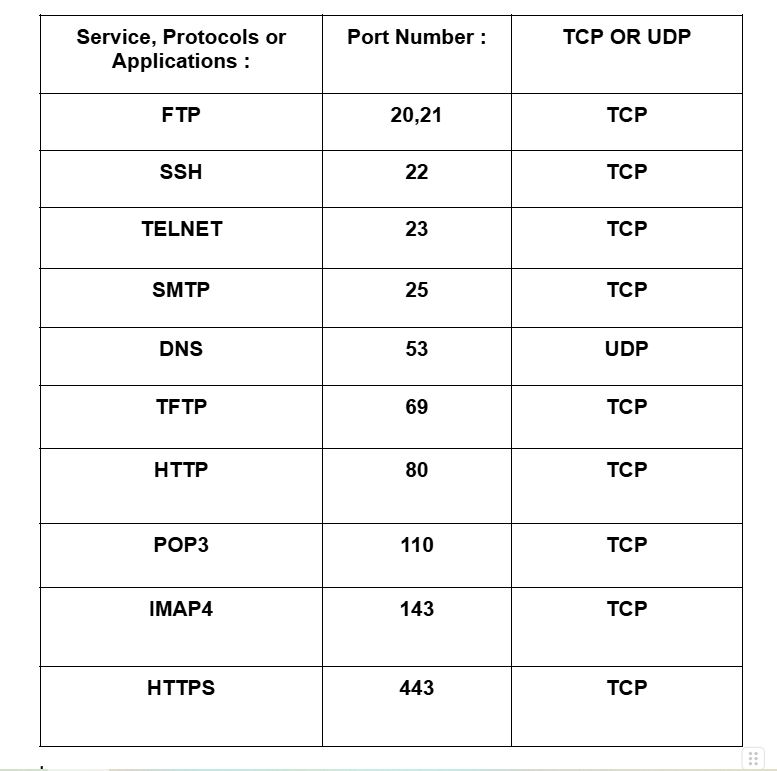 Service, Protocols or
Applications :
Port Number :
TCP OR UDP
FTP 20,21 TCP
SSH 22 TCP
TELNET 23 TCP
SMTP 25 TCP
DNS 53 UDP
TFTP 69 TCP
HTTP 80 TCP
POP3 110 TCP
IMAP4 143 TCP
HTTPS 443 TCP